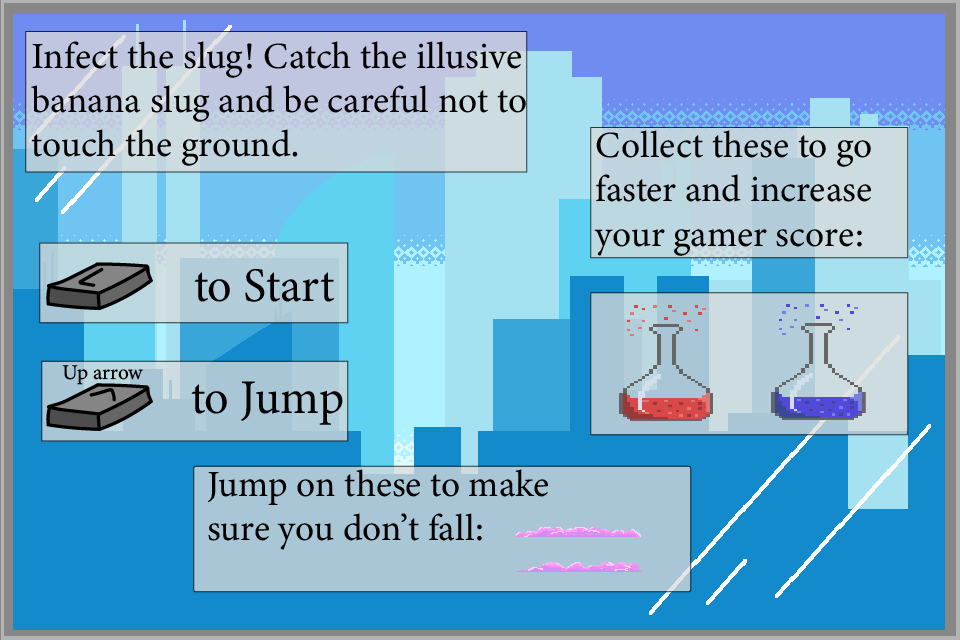 Infect the slug! Catch the illusive
banana slug and be careful not to
touch the ground.
Collect these to go
faster and increase
your gamer score:
to Start
Up arrow
to Jump
Jump on these to make
sure you don’t fall: